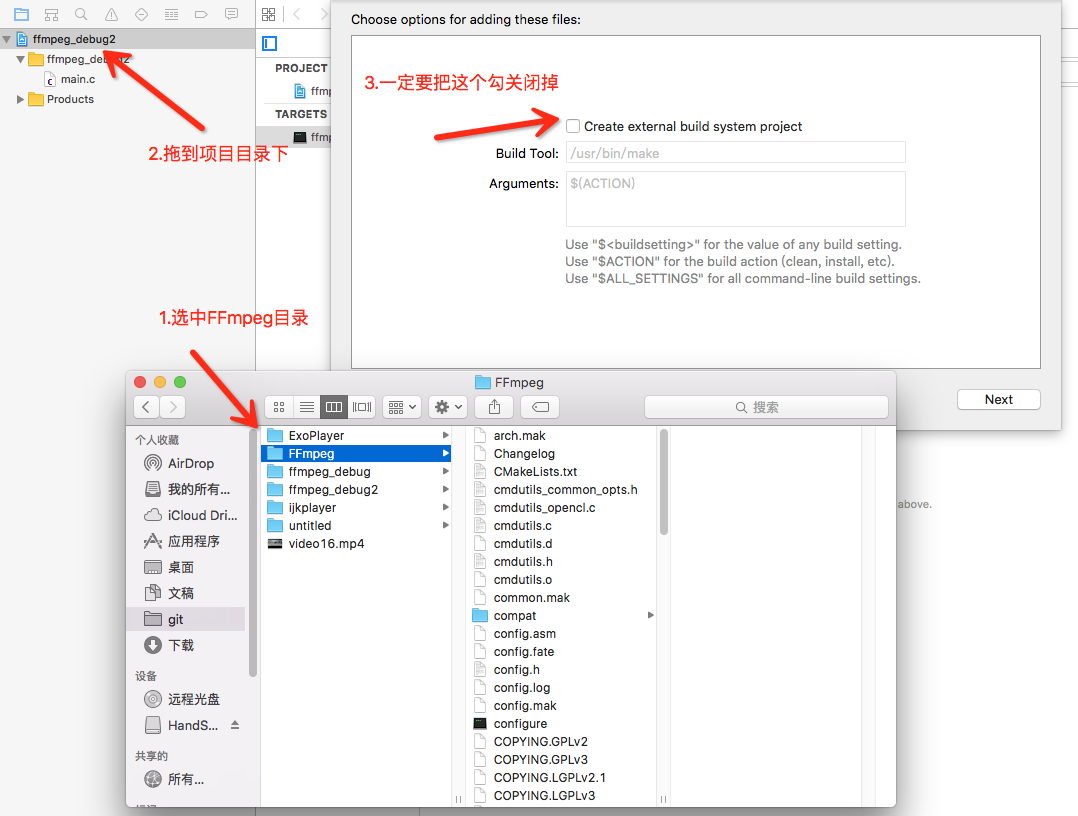 ffmpeg_debug2
ffmpeg_debug2
main.c
Products
2.拖到项目目录下
1.选中FFmpeg目录
PROJECT
TARGETS
Choose options for adding these files:
3.一定要把这个勾关闭掉
Create external build system project
Build Tool:
/usr/bin/make
Arguments:
$(ACTION)
Use "$<buildsetting>" for the value of any build setting.
Use "$ACTION" for the build action (clean, install, etc).
Use "$ALL_SETTINGS" for all command-line build settings.
Next
above.
FFmpeg
搜索
个人收藏
AirDrop
我的所有...
iCloud Dri...
应用程序
桌面
文稿
git
下载
设备
远程光盘
HandS...
共享的
所有...
ExoPlayer
FFmpeg
ffmpeg_debug
ffmpeg_debug2
ijkplayer
untitled
video16.mp4
arch.mak
Changelog
CMakeLists.txt
cmdutils_common_opts.h
cmdutils_opencl.c
cmdutils.c
cmdutils.d
cmdutils.h
cmdutils.o
common.mak
compat
config.asm
config.fate
config.h
config.log
config.mak
configure
COPYING.GPLv2
COPYING.GPLv3
COPYING.LGPLv2.1
COPYING.LGPLv3